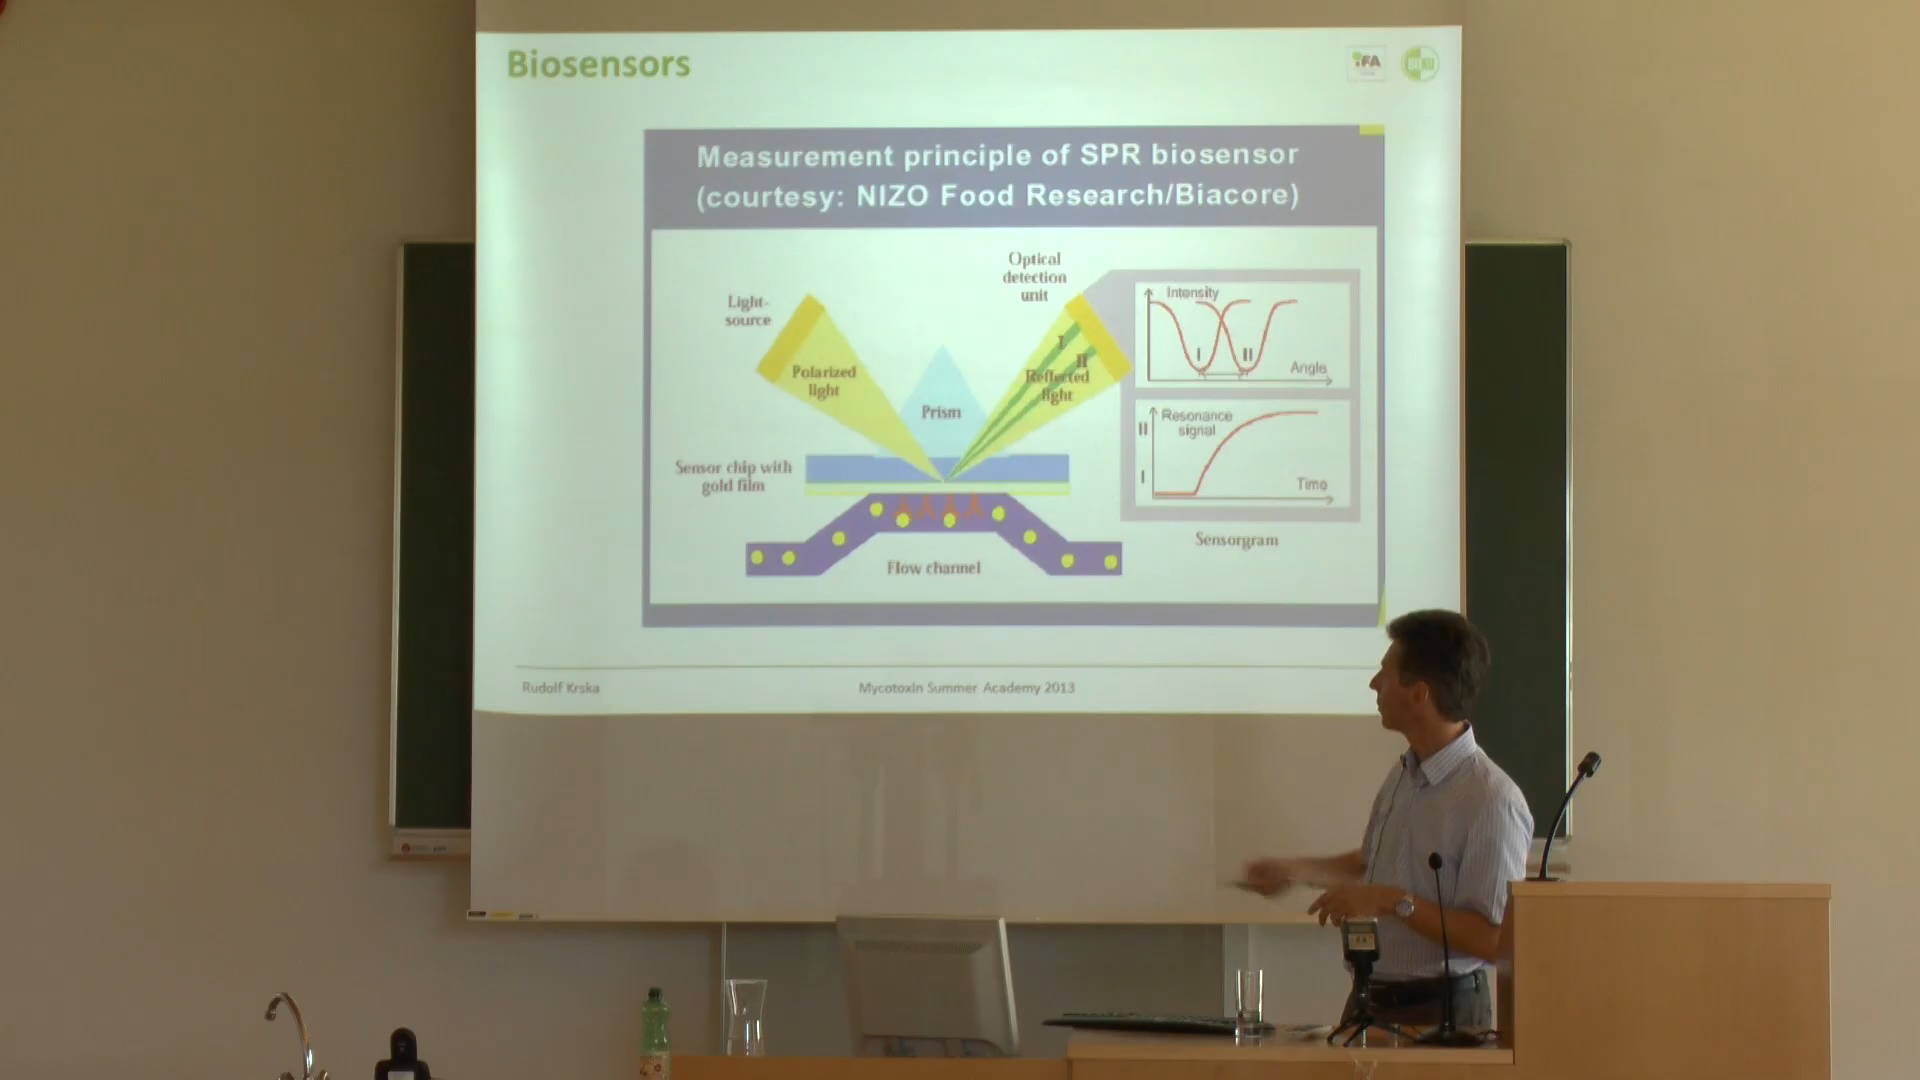 Biosensors
iFA
Measurement principle of SPR biosensor
(courtesy: NIZO Food Research/Biacore)
Light-
source
Polarized
light
Prism
Optical
detection
unit
I
II
Reflected
light
Sensor chip with
gold film
Flow channel
Intensity
I
II
Angle
Resonance
signal
II
I
Time
Sensorgram
Rudolf Krska
Mycotoxin Summer Academy 2013